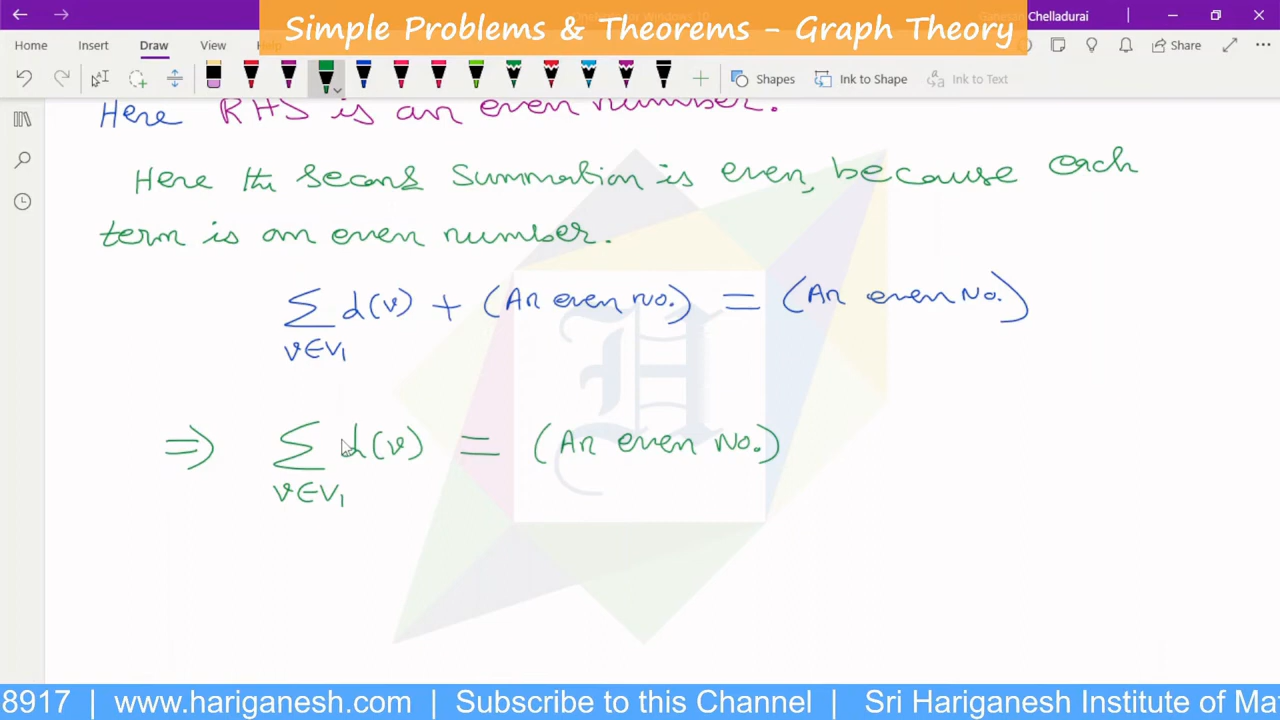 Simple Problems & Theorems - Graph Theory
Chelladurai
Home Insert Draw View
Share
Shapes Ink to Shape Ink to Text
Here RHS is an even number.
Here the second summation is even, because each
term is an even number.
∑ d(v) + (An even no.) = (An even No.)
v∈V₁
⇒ ∑ d(v) = (An even No.)
v∈V₁
8917 | www.hariganesh.com | Subscribe to this Channel | Sri Hariganesh Institute of Ma